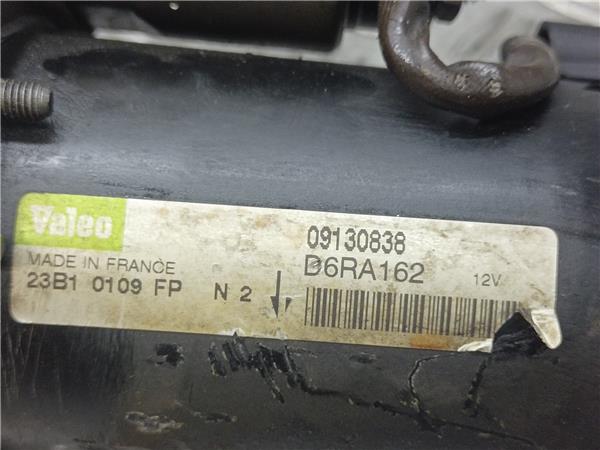 Valeo
09130838
MADE IN FRANCE
D6RA162 12V
23B1 0109 FP N 2